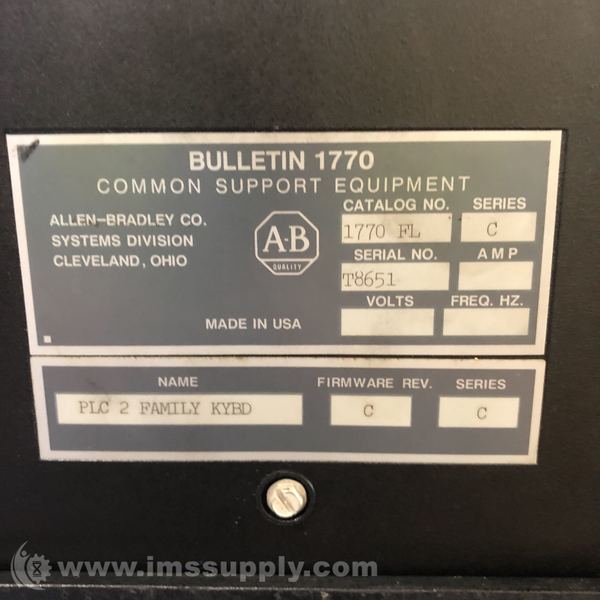 BULLETIN 1770
COMMON SUPPORT EQUIPMENT
ALLEN-BRADLEY CO.
SYSTEMS DIVISION
CLEVELAND, OHIO
A-B
QUALITY
MADE IN USA
CATALOG NO. SERIES
1770 FL C
SERIAL NO. AMP
T8651
VOLTS FREQ. HZ.
NAME FIRMWARE REV. SERIES
PLC 2 FAMILY KYBD C C
www.imssupply.com